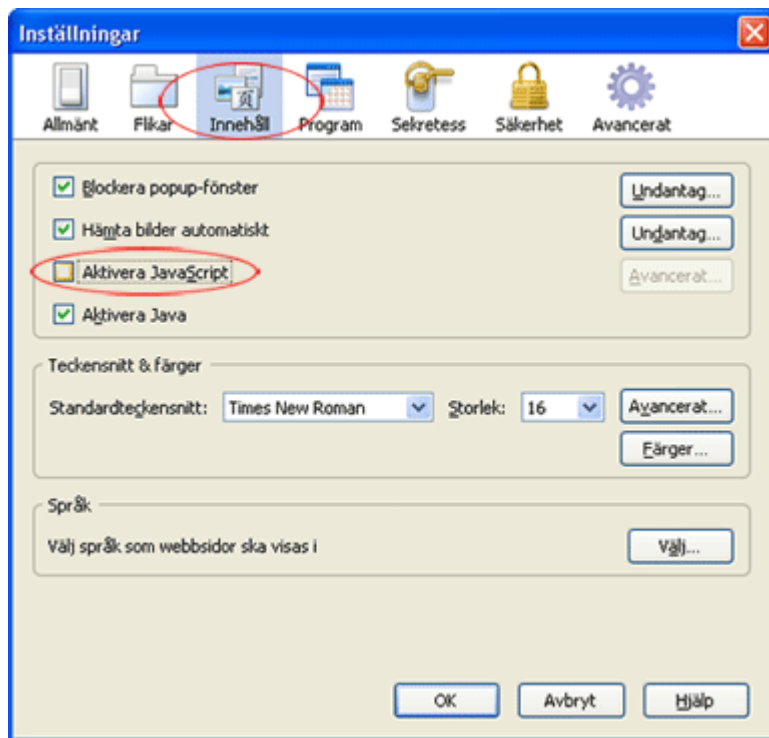 Inställningar
Allmänt Flikar Innehåll Program Sekretess Säkerhet Avancerat
Blockera popup-fönster Undantag...
Hämta bilder automatiskt Undantag...
Aktivera JavaScript Avancerat...
Aktivera Java
Teckensnitt & färger
Standardteckensnitt: Times New Roman Storlek: 16 Avancerat...
Färger...
Språk
Välj språk som webbsidor ska visas i Välj...
OK Avbryt Hjälp